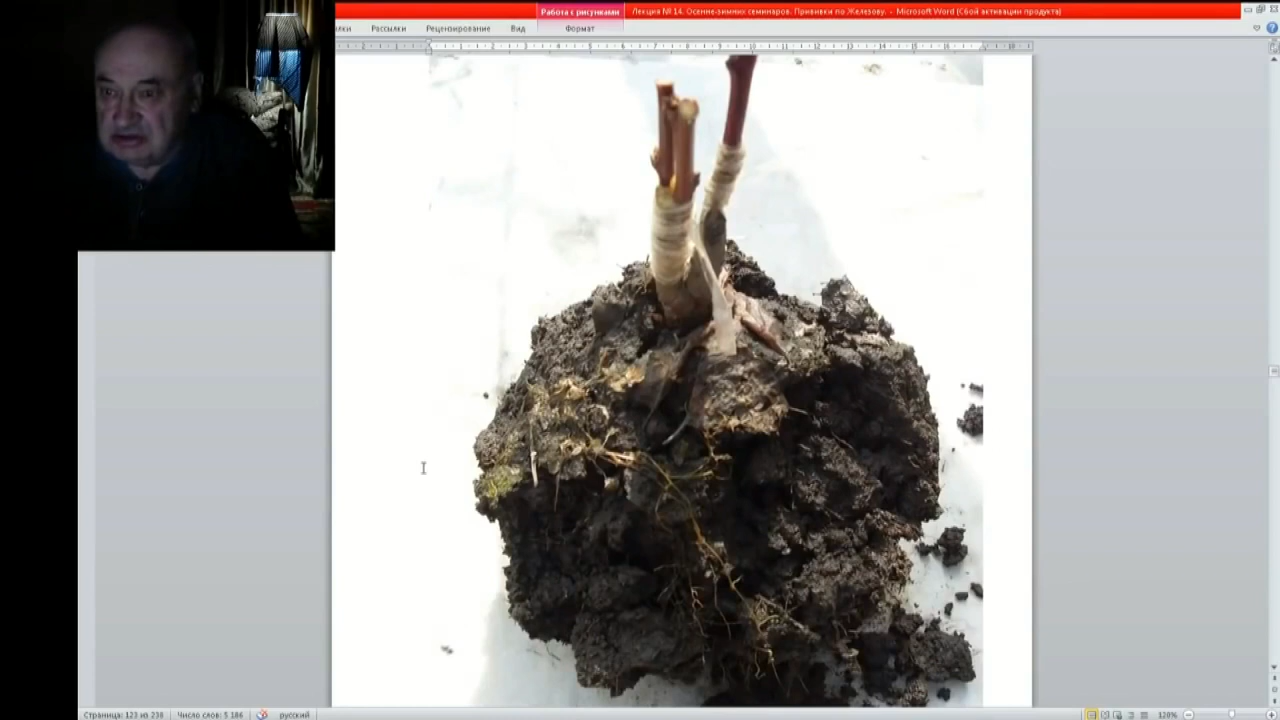 Работа с рисунками
Лекция № 14. Осенне-зимних семинаров. Прививки по Железову. - Microsoft Word (Сбой активации продукта)
Рассылки Рецензирование Вид Формат
Страница: 123 из 238 Число слов: 5 186 русский 120%